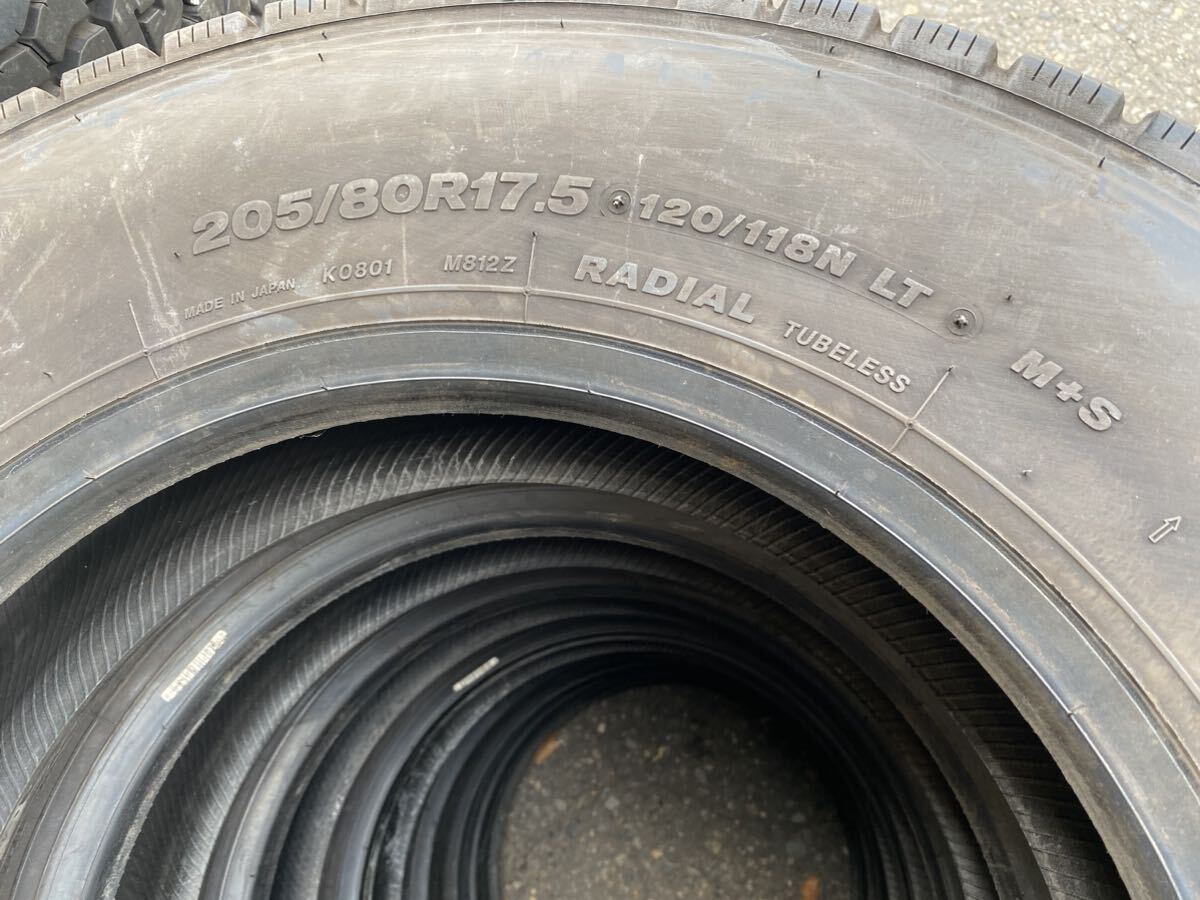 205/80R17.5 120/118N LT
MADE IN JAPAN K0801 M812Z RADIAL TUBELESS M+S